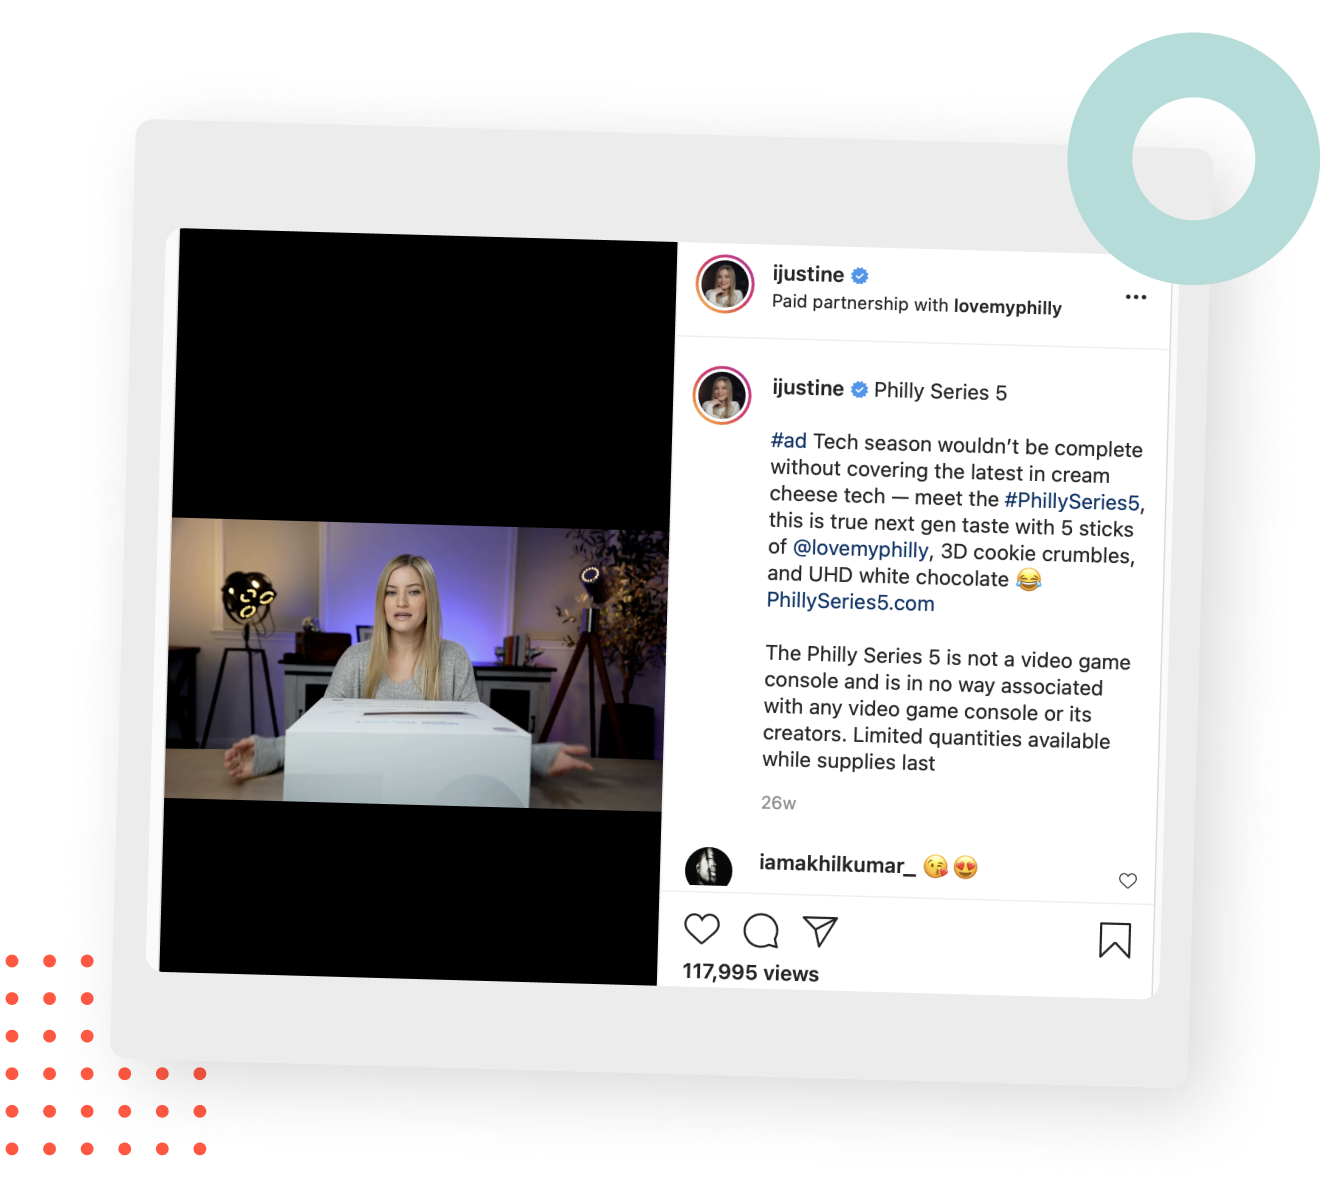 ijustine
Paid partnership with lovemyphilly
ijustine Philly Series 5
#ad Tech season wouldn’t be complete
without covering the latest in cream
cheese tech — meet the #PhillySeries5,
this is true next gen taste with 5 sticks
of @lovemyphilly, 3D cookie crumbles,
and UHD white chocolate 😂
PhillySeries5.com
The Philly Series 5 is not a video game
console and is in no way associated
with any video game console or its
creators. Limited quantities available
while supplies last
26w
iamakhilkumar_ 😘😍
117,995 views